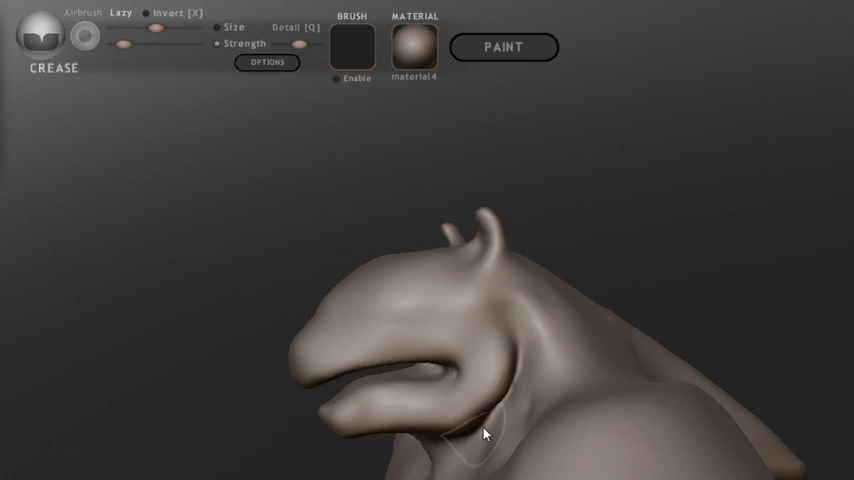 Airbrush Lazy Invert [X]
Size
Detail [Q]
Strength
OPTIONS
CREASE
BRUSH
Enable
MATERIAL
material4
PAINT